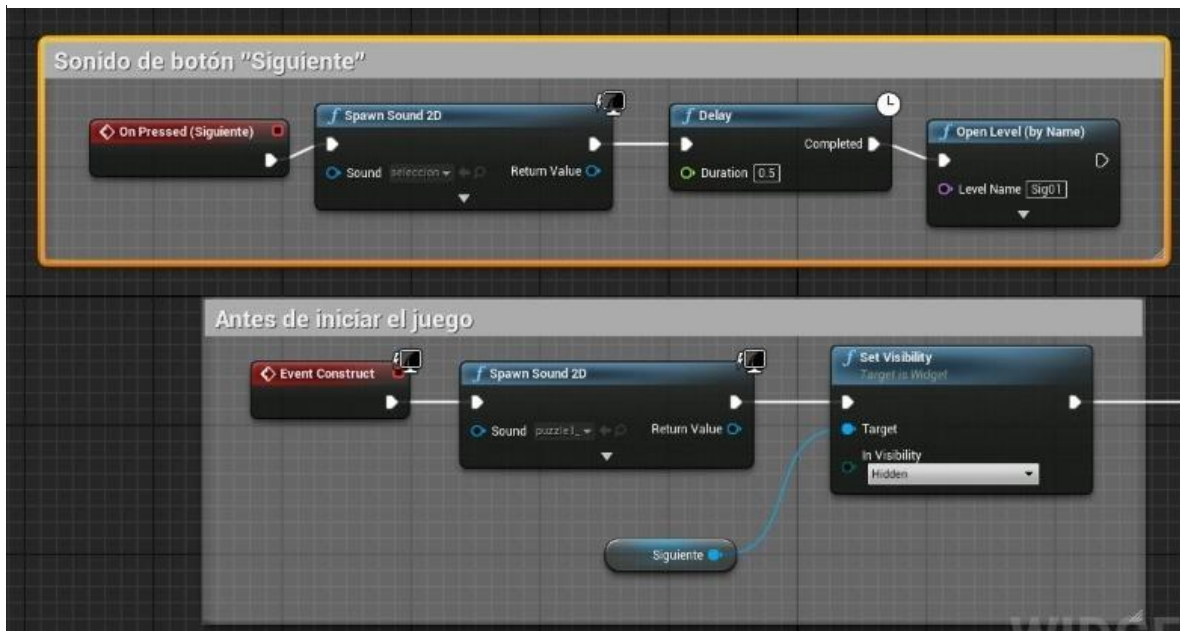 Sonido de botón "Siguiente"
On Pressed (Siguiente)
f Spawn Sound 2D
Sound seleccion
Return Value
f Delay
Completed
Duration 0.5
f Open Level (by Name)
Level Name Sig01
Antes de iniciar el juego
Event Construct
f Spawn Sound 2D
Sound puzzle1_
Return Value
f Set Visibility
Target is Widget
Target
In Visibility
Hidden
Siguiente